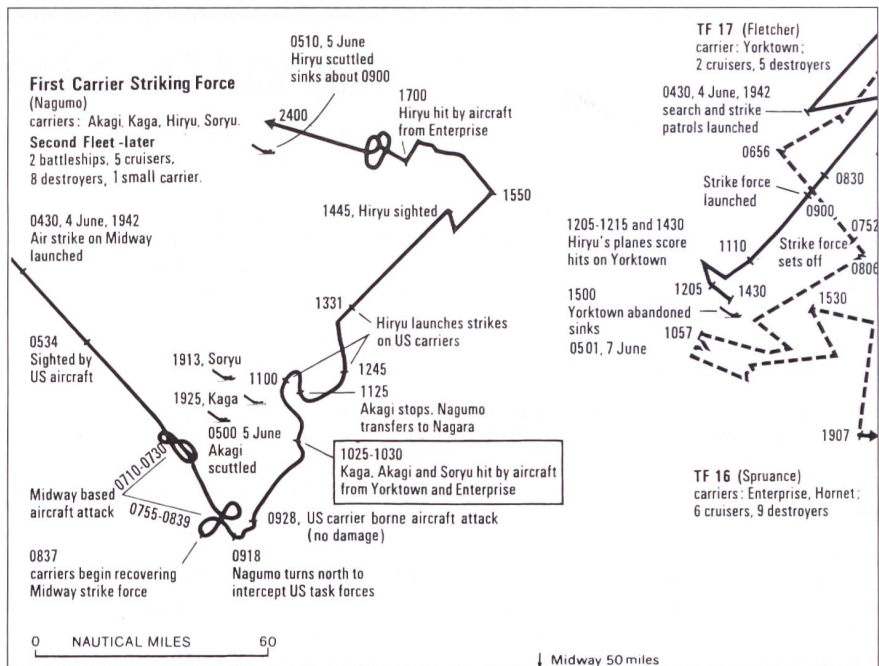 First Carrier Striking Force
(Nagumo)
carriers: Akagi, Kaga, Hiryu, Soryu.
Second Fleet -later
2 battleships, 5 cruisers,
8 destroyers, 1 small carrier.
0510, 5 June
Hiryu scuttled
sinks about 0900
2400
1700
Hiryu hit by aircraft
from Enterprise
1550
1445, Hiryu sighted
0430, 4 June, 1942
Air strike on Midway
launched
0534
Sighted by
US aircraft
1331
Hiryu launches strikes
on US carriers
1913, Soryu
1100
1245
1925, Kaga
1125
Akagi stops. Nagumo
transfers to Nagara
0500 5 June
Akagi
scuttled
1025-1030
Kaga, Akagi and Soryu hit by aircraft
from Yorktown and Enterprise
0710-0730
Midway based
aircraft attack
0755-0839
0928, US carrier borne aircraft attack
(no damage)
0837
carriers begin recovering
Midway strike force
0918
Nagumo turns north to
intercept US task forces
0 NAUTICAL MILES 60
TF 17 (Fletcher)
carrier: Yorktown;
2 cruisers, 5 destroyers
0430, 4 June, 1942
search and strike
patrols launched
0656
Strike force
launched
0830
0900
0752
1205-1215 and 1430
Hiryu's planes score
hits on Yorktown
1110
Strike force
sets off
0806
1205
1430
1530
1500
Yorktown abandoned
sinks
0501, 7 June
1057
1907
TF 16 (Spruance)
carriers: Enterprise, Hornet;
6 cruisers, 9 destroyers
Midway 50 miles